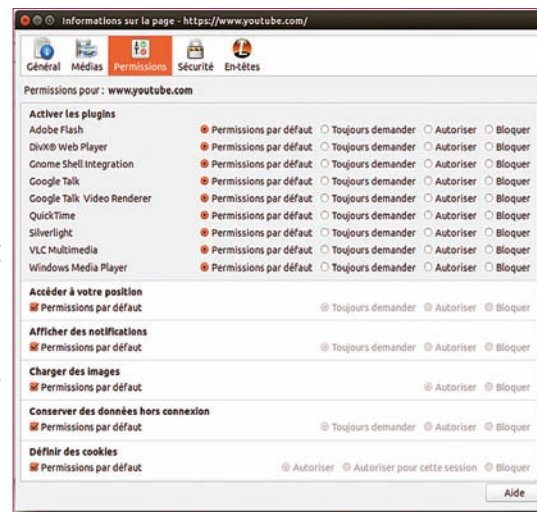 Informations sur la page - https://www.youtube.com/
Général Médias Permissions Sécurité En-têtes
Permissions pour : www.youtube.com
Activer les plugins
Adobe Flash Permissions par défaut Toujours demander Autoriser Bloquer
DivX® Web Player Permissions par défaut Toujours demander Autoriser Bloquer
Gnome Shell Integration Permissions par défaut Toujours demander Autoriser Bloquer
Google Talk Permissions par défaut Toujours demander Autoriser Bloquer
Google Talk Video Renderer Permissions par défaut Toujours demander Autoriser Bloquer
QuickTime Permissions par défaut Toujours demander Autoriser Bloquer
Silverlight Permissions par défaut Toujours demander Autoriser Bloquer
VLC Multimedia Permissions par défaut Toujours demander Autoriser Bloquer
Windows Media Player Permissions par défaut Toujours demander Autoriser Bloquer
Accéder à votre position
Permissions par défaut Toujours demander Autoriser Bloquer
Afficher des notifications
Permissions par défaut Toujours demander Autoriser Bloquer
Charger des images
Permissions par défaut Autoriser Bloquer
Conserver des données hors connexion
Permissions par défaut Toujours demander Autoriser Bloquer
Définir des cookies
Permissions par défaut Autoriser Autoriser pour cette session Bloquer
Aide